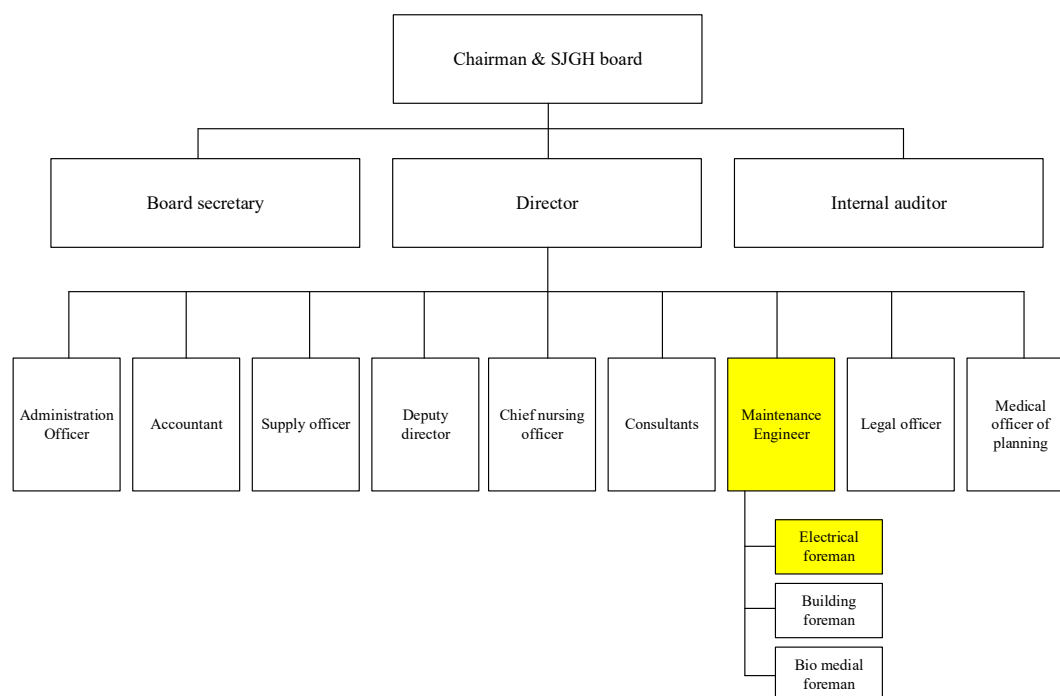 Chairman & SJGH board
Board secretary
Director
Internal auditor
Administration
Officer
Accountant
Supply officer
Deputy
director
Chief nursing
officer
Consultants
Maintenance
Engineer
Legal officer
Medical
officer of
planning
Electrical
foreman
Building
foreman
Bio medial
foreman